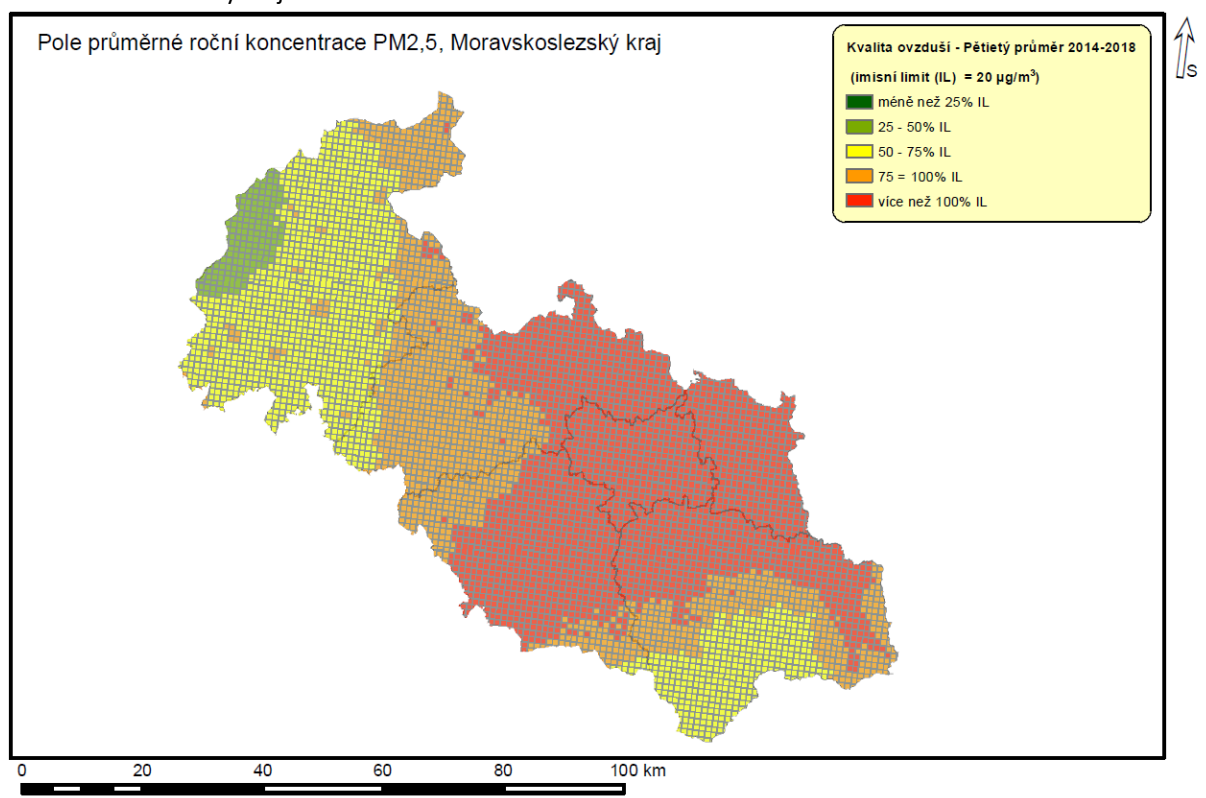 Pole průměrné roční koncentrace PM2,5, Moravskoslezský kraj
Kvalita ovzduší - Pětietý průměr 2014-2018
(imisní limit (IL) = 20 µg/m³)
méně než 25% IL
25 - 50% IL
50 - 75% IL
75 = 100% IL
více než 100% IL
S
0 20 40 60 80 100 km